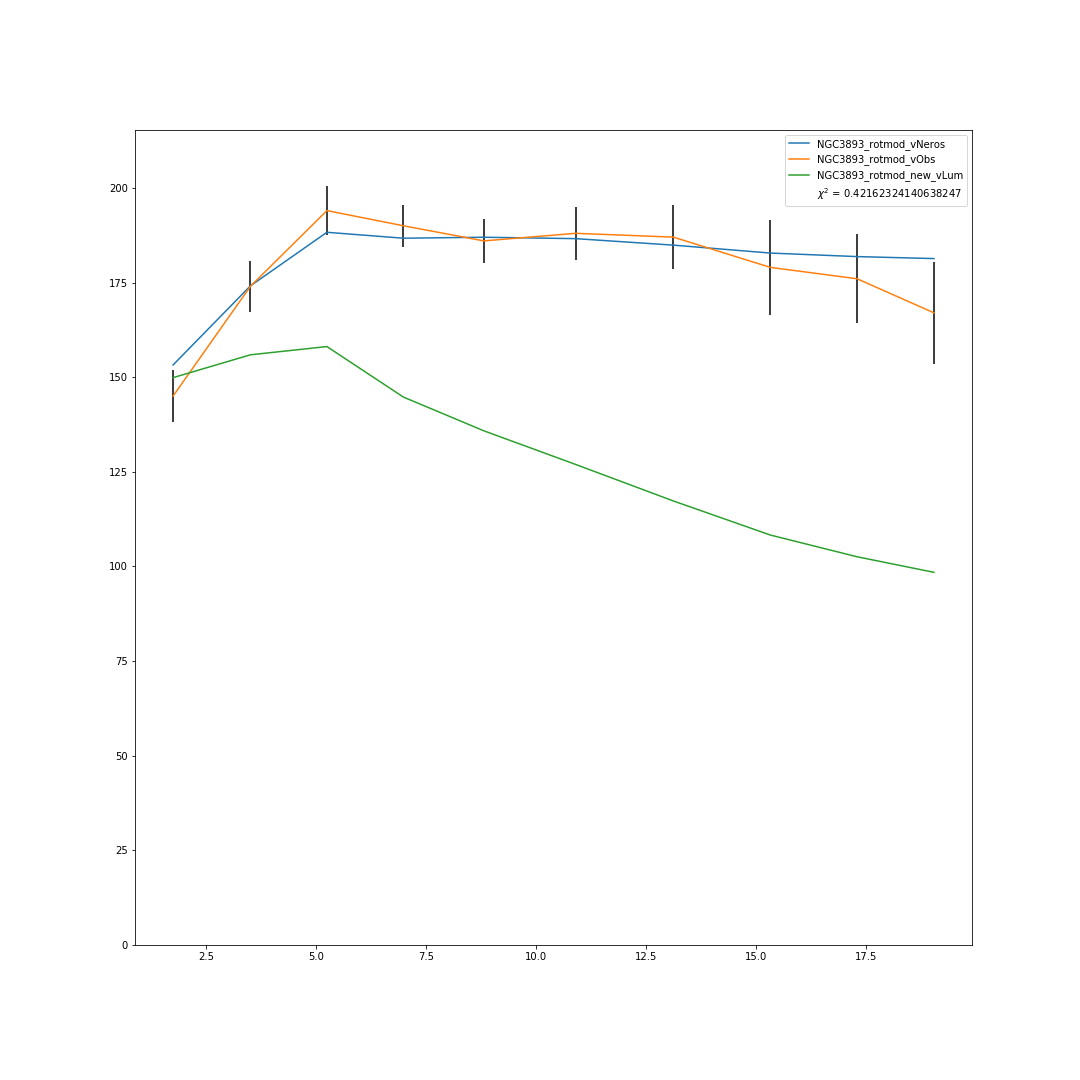 NGC3893_rotmod_vNeros
NGC3893_rotmod_vObs
NGC3893_rotmod_new_vLum
χ² = 0.42162324140638247
200
175
150
125
100
75
50
25
0
2.5 5.0 7.5 10.0 12.5 15.0 17.5